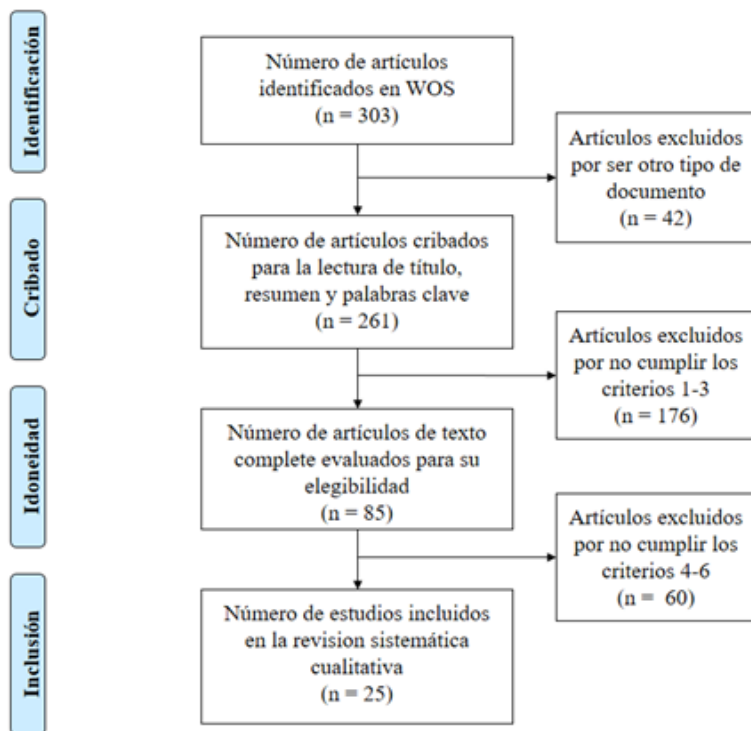 Identificación
Número de artículos
identificados en WOS
(n = 303)
Artículos excluidos
por ser otro tipo de
documento
(n = 42)
Cribado
Número de artículos cribados
para la lectura de título,
resumen y palabras clave
(n = 261)
Artículos excluidos
por no cumplir los
criterios 1-3
(n = 176)
Idoneidad
Número de artículos de texto
complete evaluados para su
elegibilidad
(n = 85)
Artículos excluidos
por no cumplir los
criterios 4-6
(n = 60)
Inclusión
Número de estudios incluidos
en la revision sistemática
cualitativa
(n = 25)